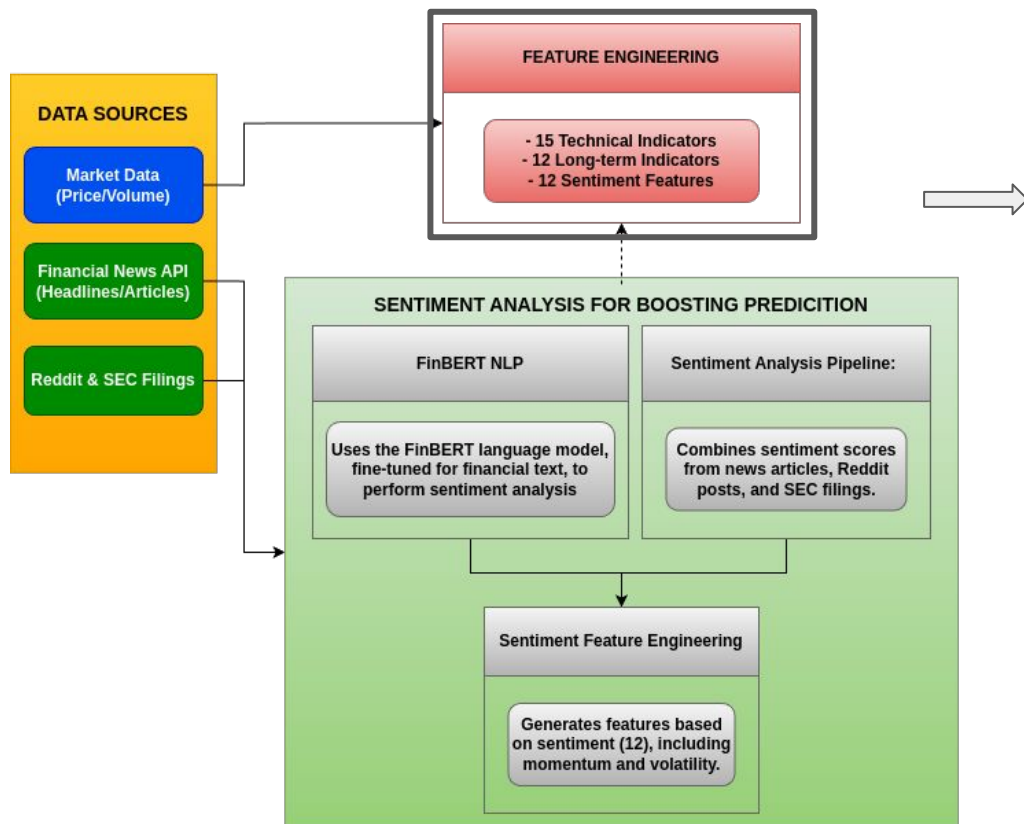 FEATURE ENGINEERING
- 15 Technical Indicators
- 12 Long-term Indicators
- 12 Sentiment Features
DATA SOURCES
Market Data
(Price/Volume)
Financial News API
(Headlines/Articles)
Reddit & SEC Filings
SENTIMENT ANALYSIS FOR BOOSTING PREDICITION
FinBERT NLP
Uses the FinBERT language model,
fine-tuned for financial text, to
perform sentiment analysis
Sentiment Analysis Pipeline:
Combines sentiment scores
from news articles, Reddit
posts, and SEC filings.
Sentiment Feature Engineering
Generates features based
on sentiment (12), including
momentum and volatility.